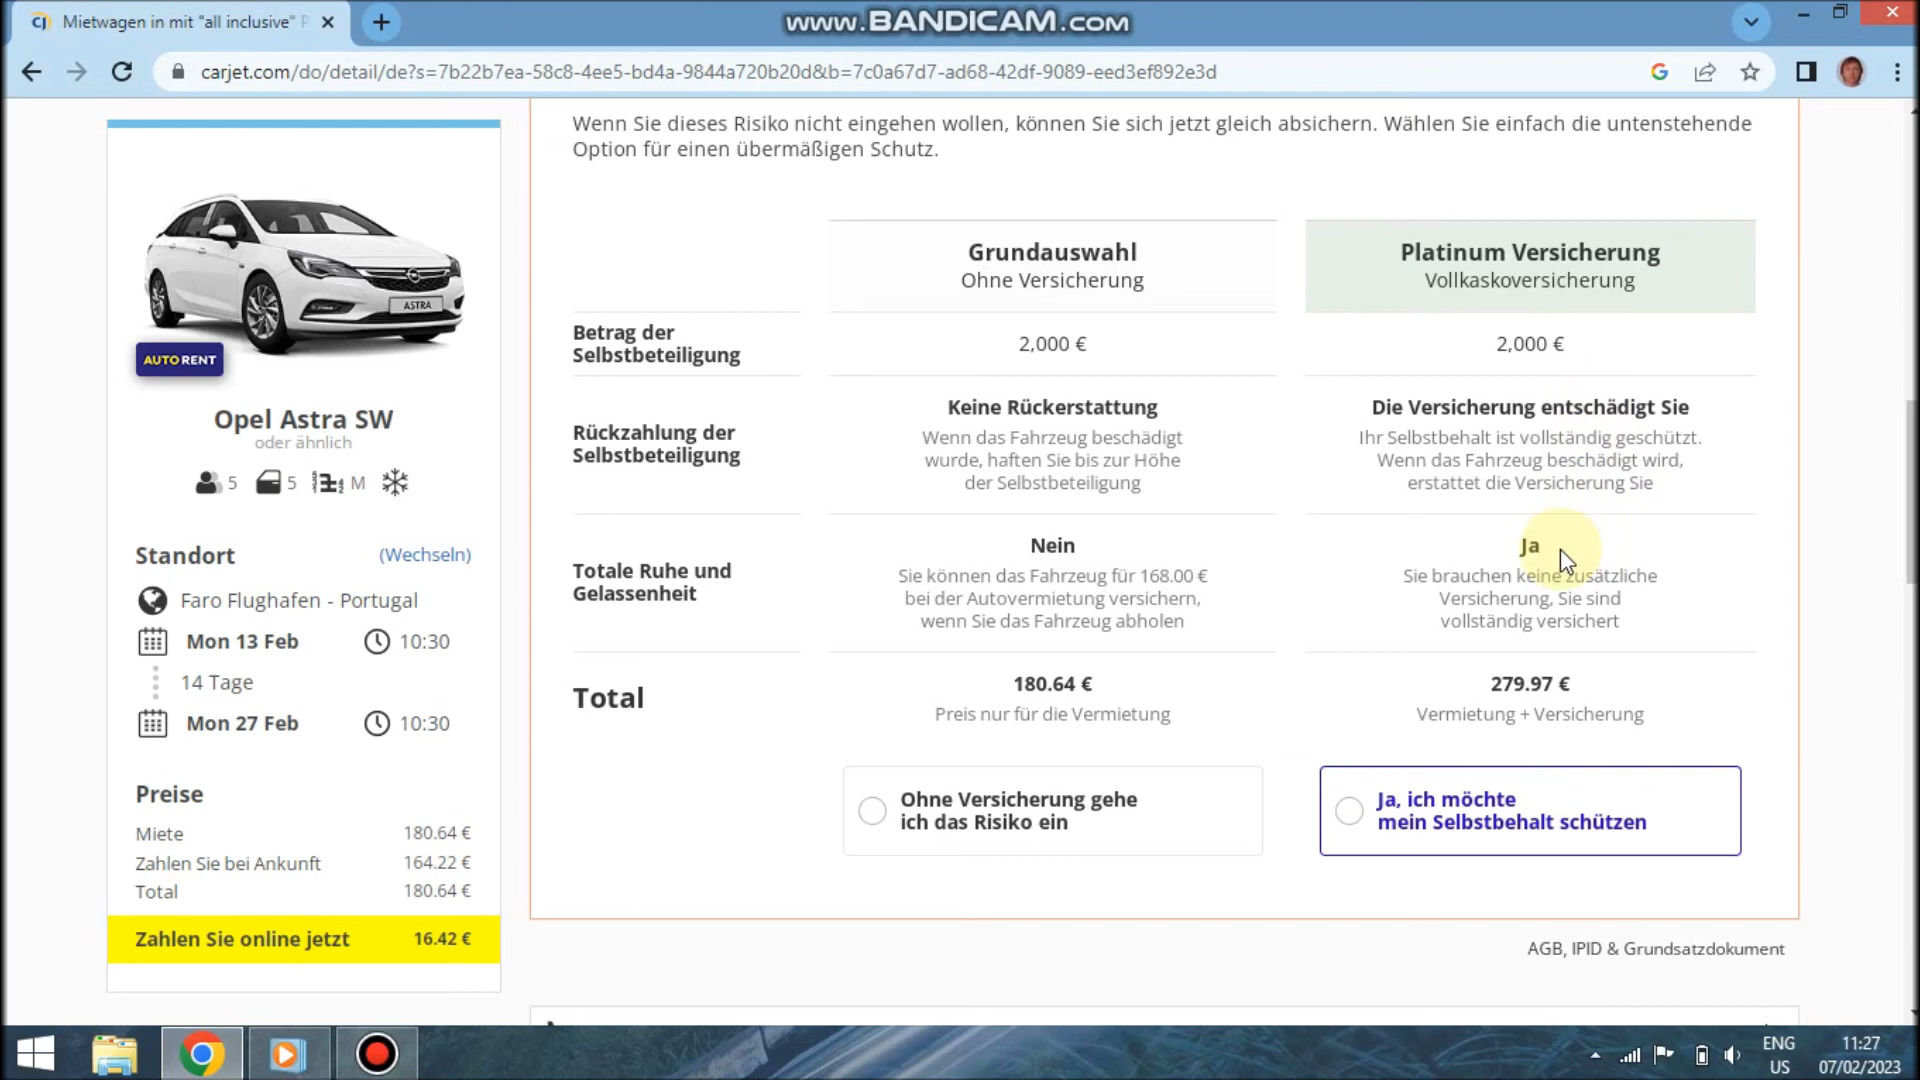 Mietwagen in mit "all inclusive" P
www.BANDICAM.com
carjet.com/do/detail/de?s=7b22b7ea-58c8-4ee5-bd4a-9844a720b20d&b=7c0a67d7-ad68-42df-9089-eed3ef892e3d
Wenn Sie dieses Risiko nicht eingehen wollen, können Sie sich jetzt gleich absichern. Wählen Sie einfach die untenstehende
Option für einen übermäßigen Schutz.
ASTRA
AUTO RENT
Opel Astra SW
oder ähnlich
5 5 M
Standort (Wechseln)
Faro Flughafen - Portugal
Mon 13 Feb 10:30
14 Tage
Mon 27 Feb 10:30
Preise
Miete 180.64 €
Zahlen Sie bei Ankunft 164.22 €
Total 180.64 €
Zahlen Sie online jetzt 16.42 €
Grundauswahl
Ohne Versicherung
Platinum Versicherung
Vollkaskoversicherung
Betrag der
Selbstbeteiligung
2,000 €
2,000 €
Rückzahlung der
Selbstbeteiligung
Keine Rückerstattung
Wenn das Fahrzeug beschädigt
wurde, haften Sie bis zur Höhe
der Selbstbeteiligung
Die Versicherung entschädigt Sie
Ihr Selbstbehalt ist vollständig geschützt.
Wenn das Fahrzeug beschädigt wird,
erstattet die Versicherung Sie
Totale Ruhe und
Gelassenheit
Nein
Sie können das Fahrzeug für 168.00 €
bei der Autovermietung versichern,
wenn Sie das Fahrzeug abholen
Ja
Sie brauchen keine zusätzliche
Versicherung, Sie sind
vollständig versichert
Total
180.64 €
Preis nur für die Vermietung
279.97 €
Vermietung + Versicherung
Ohne Versicherung gehe
ich das Risiko ein
Ja, ich möchte
mein Selbstbehalt schützen
AGB, IPID & Grundsatzdokument
ENG
US
11:27
07/02/2023